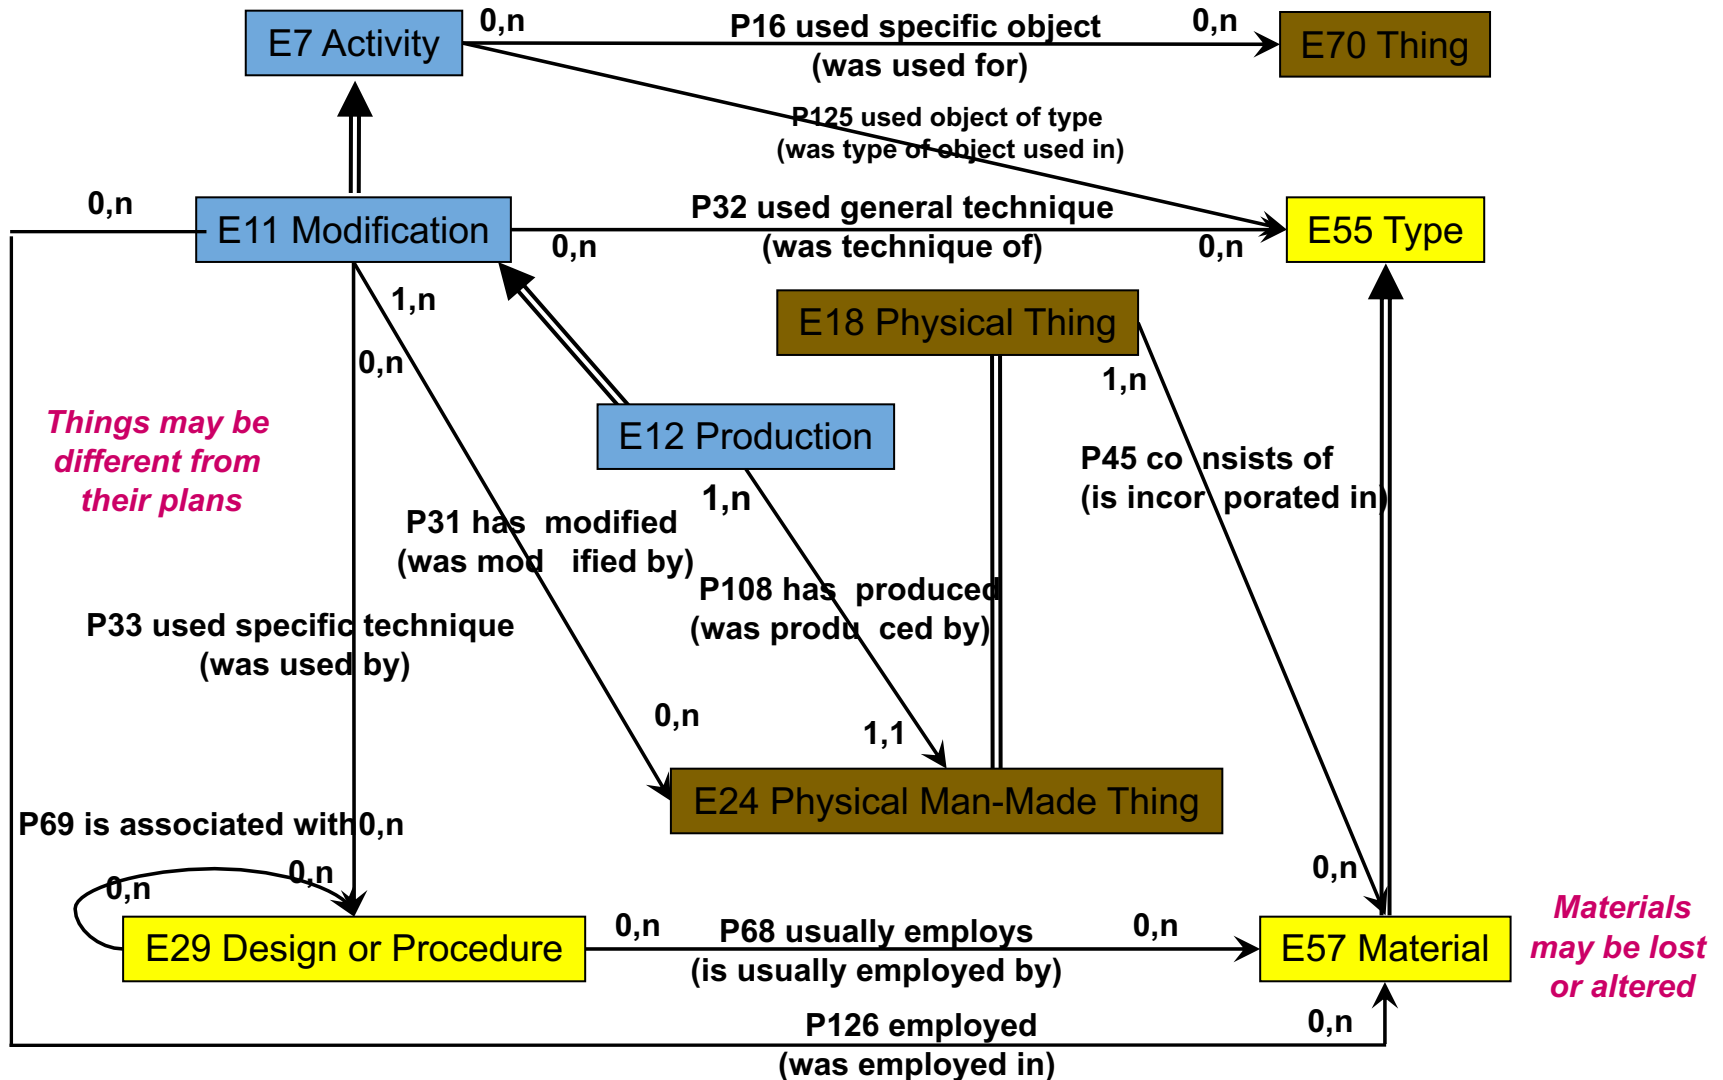 0,n
P16 used specific object
0,n
E7 Activity
E70 Thing
(was used for)
P125 used object of type
(was type of object used in)
0,n
P32 used general technique
E11 Modification
E55 Type
0,n
(was technique of)
0,n
1,n
E18 Physical Thing
0,n
1,n
Things may be
different from
their plans
E12 Production
P45 co nsists of
(is incor porated in)
1,n
P31 has modified
(was mod ified by)
P108 has produced
(was produ ced by)
P33 used specific technique
(was used by)
0,n
1,1
E24 Physical Man-Made Thing
P69 is associated with 0,n
0,n
0,n
0,n
E29 Design or Procedure
0,n
P68 usually employs
(is usually employed by)
0,n
E57 Material
Materials
may be lost
or altered
P126 employed
(was employed in)
0,n